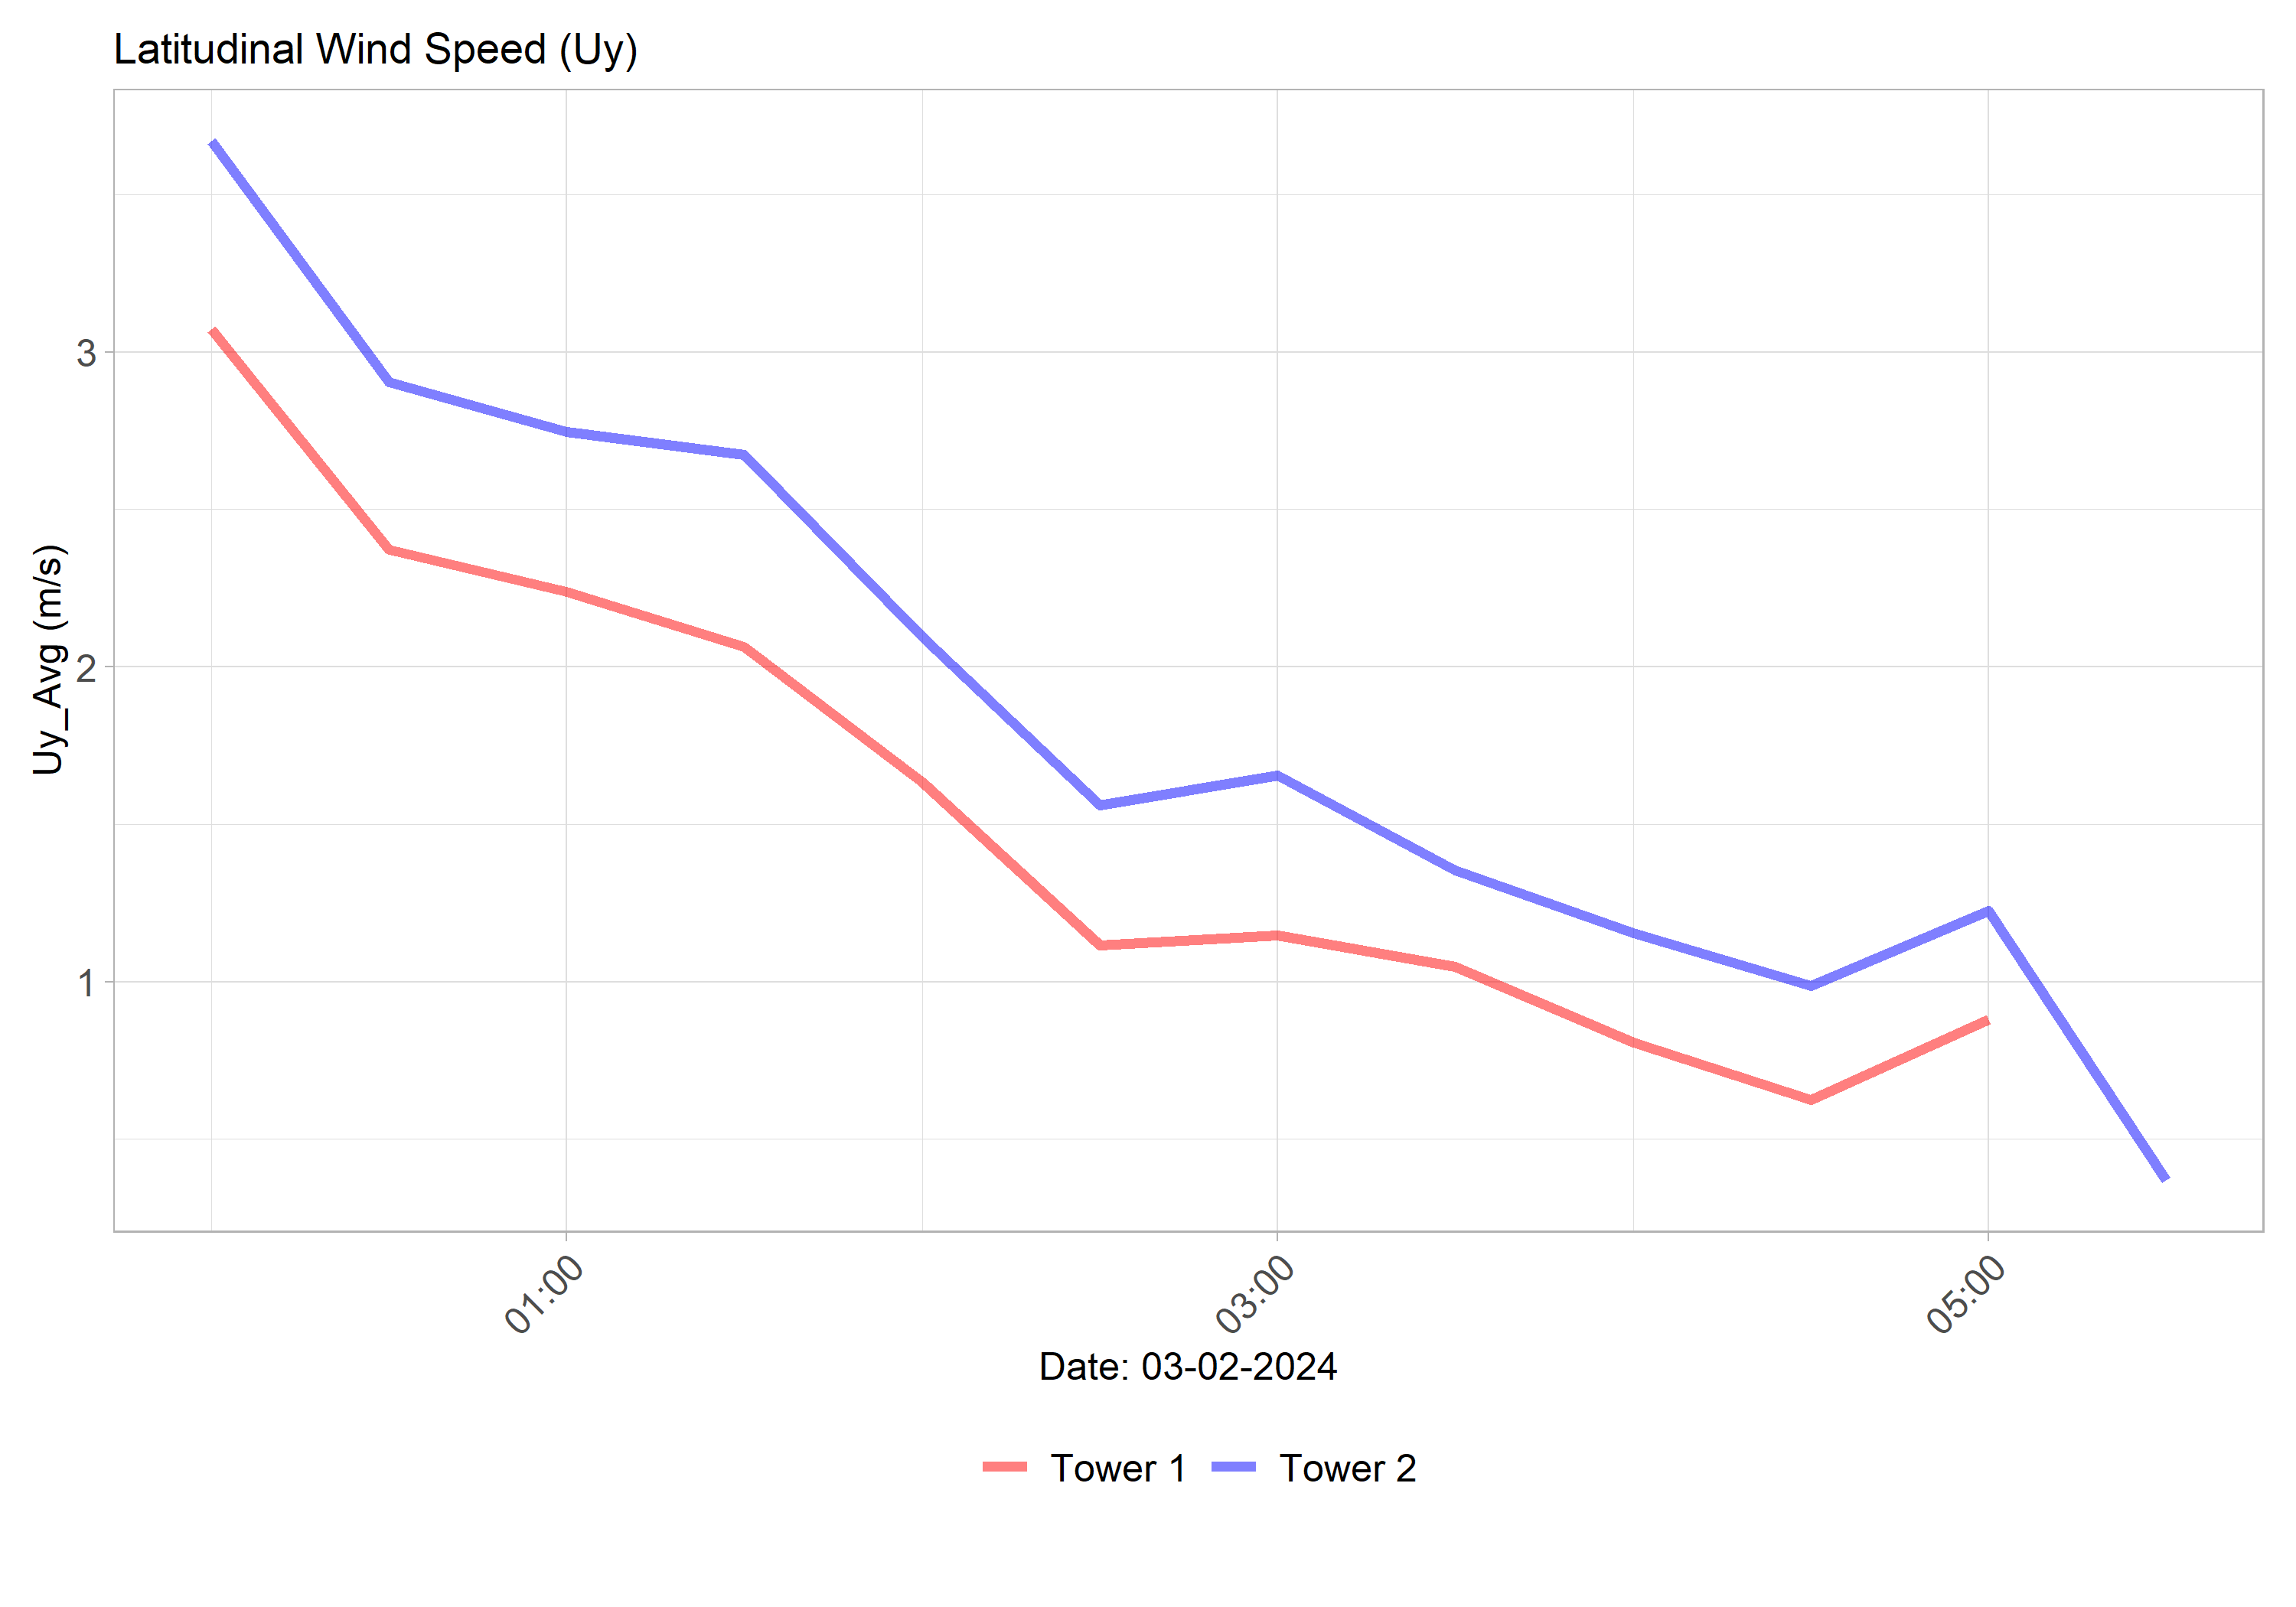 Latitudinal Wind Speed (Uy)
Uy_Avg (m/s)
3
2
1
01:00
03:00
05:00
Date: 03-02-2024
Tower 1
Tower 2